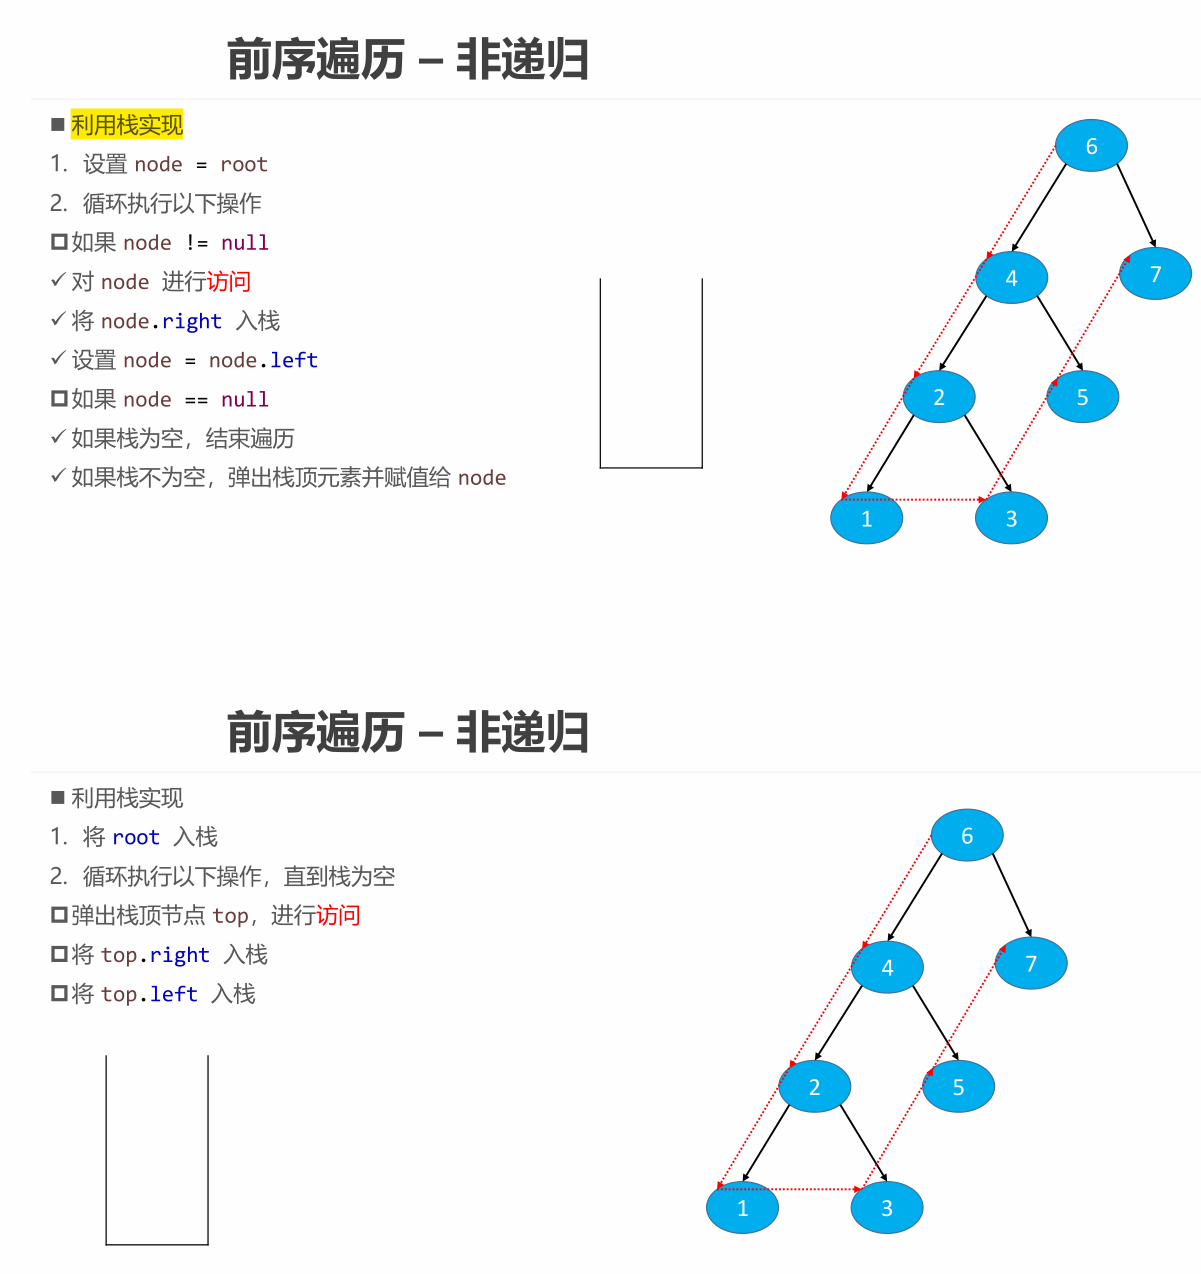 前序遍历 – 非递归
■ 利用栈实现
1. 设置 node = root
2. 循环执行以下操作
□ 如果 node != null
✓ 对 node 进行访问
✓ 将 node.right 入栈
✓ 设置 node = node.left
□ 如果 node == null
✓ 如果栈为空，结束遍历
✓ 如果栈不为空，弹出栈顶元素并赋值给 node
6
4
7
2
5
1
3
前序遍历 – 非递归
■ 利用栈实现
1. 将 root 入栈
2. 循环执行以下操作，直到栈为空
□ 弹出栈顶节点 top，进行访问
□ 将 top.right 入栈
□ 将 top.left 入栈
6
4
7
2
5
1
3